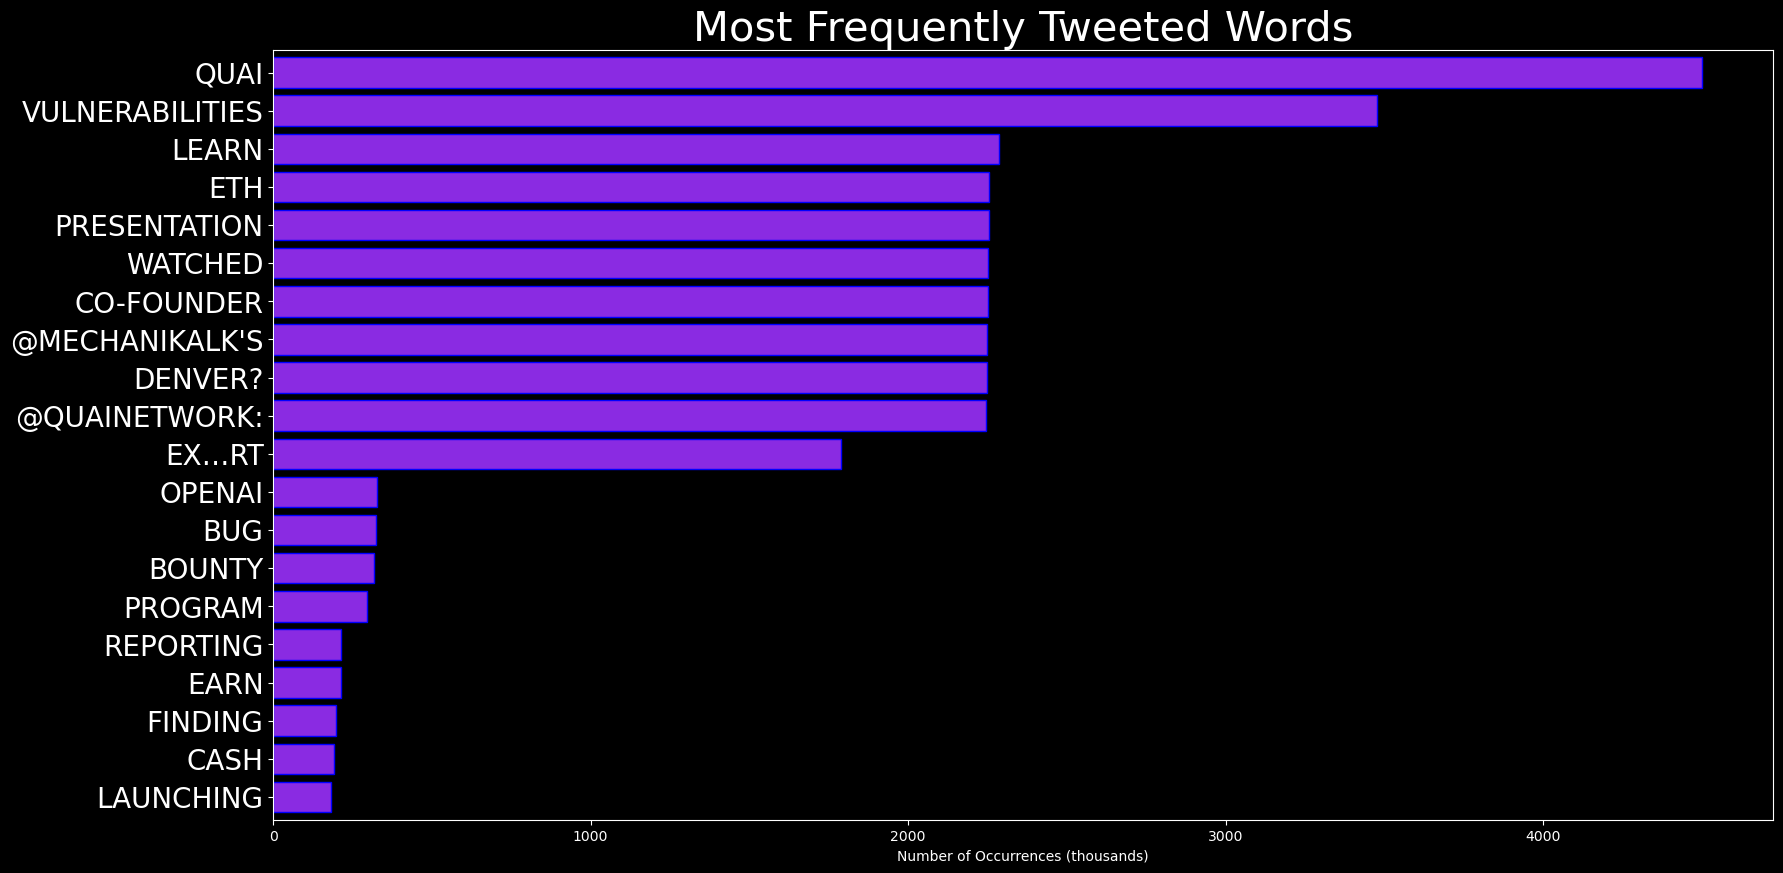 Most Frequently Tweeted Words
QUAI
VULNERABILITIES
LEARN
ETH
PRESENTATION
WATCHED
CO-FOUNDER
@MECHANIKALK'S
DENVER?
@QUAINETWORK:
EX…RT
OPENAI
BUG
BOUNTY
PROGRAM
REPORTING
EARN
FINDING
CASH
LAUNCHING
0 1000 2000 3000 4000
Number of Occurrences (thousands)